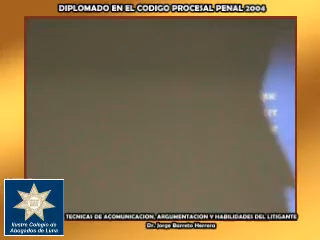 DIPLOMADO EN EL CODIGO PROCESAL PENAL 2004
Ilustre Colegio de
Abogados de Lima
TECNICAS DE ACOMUNICACION, ARGUMENTACION Y HABILIDADES DEL LITIGANTE
Dr. Jorge Barreto Herrera